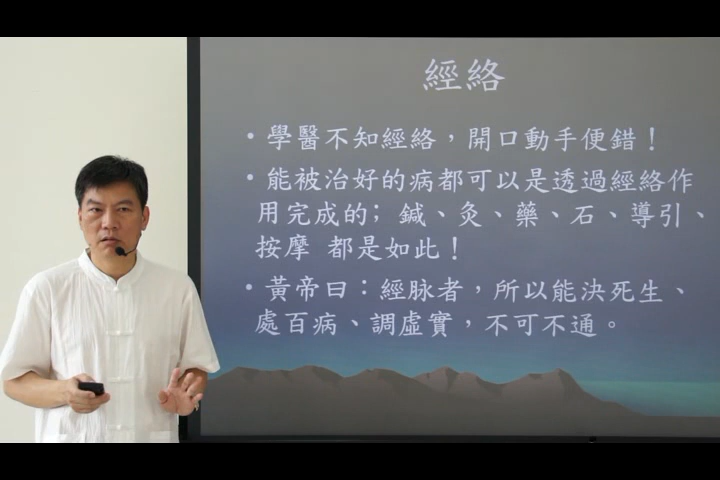 經絡
•學醫不知經絡，開口動手便錯！
•能被治好的病都可以是透過經絡作
用完成的; 鍼、灸、藥、石、導引、
按摩 都是如此！
•黃帝曰：經脉者，所以能決死生、
處百病、調虛實，不可不通。